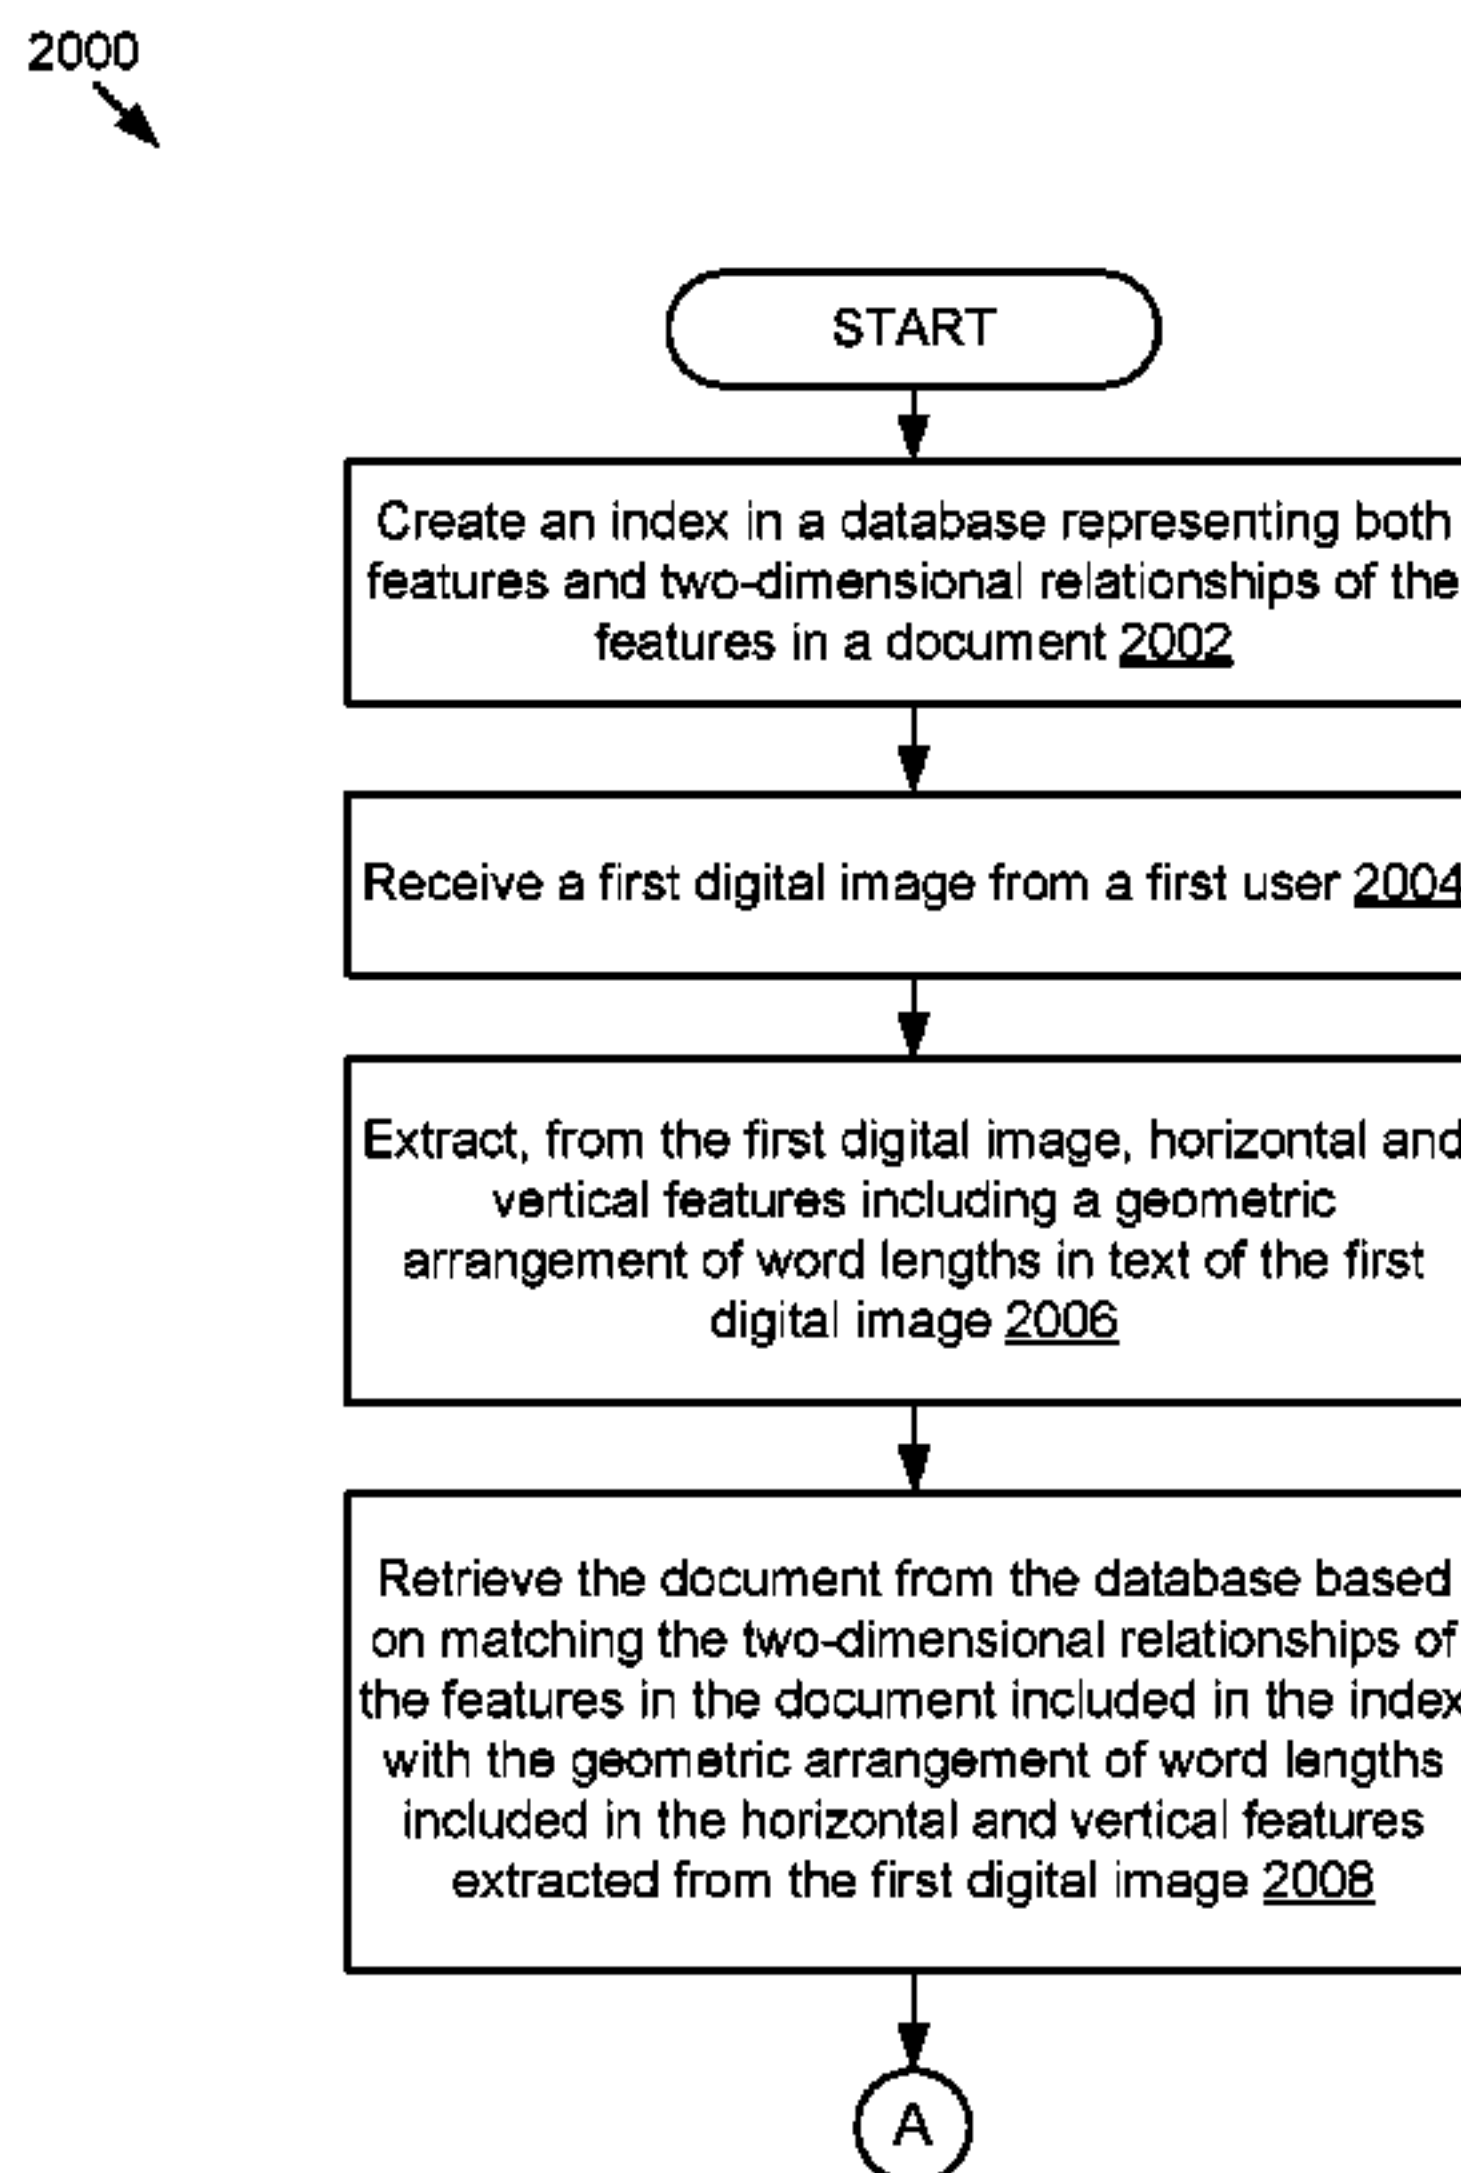 2000
START
Create an index in a database representing both
features and two-dimensional relationships of the
features in a document 2002
Receive a first digital image from a first user 2004
Extract, from the first digital image, horizontal and
vertical features including a geometric
arrangement of word lengths in text of the first
digital image 2006
Retrieve the document from the database based
on matching the two-dimensional relationships of
the features in the document included in the index
with the geometric arrangement of word lengths
included in the horizontal and vertical features
extracted from the first digital image 2008
A